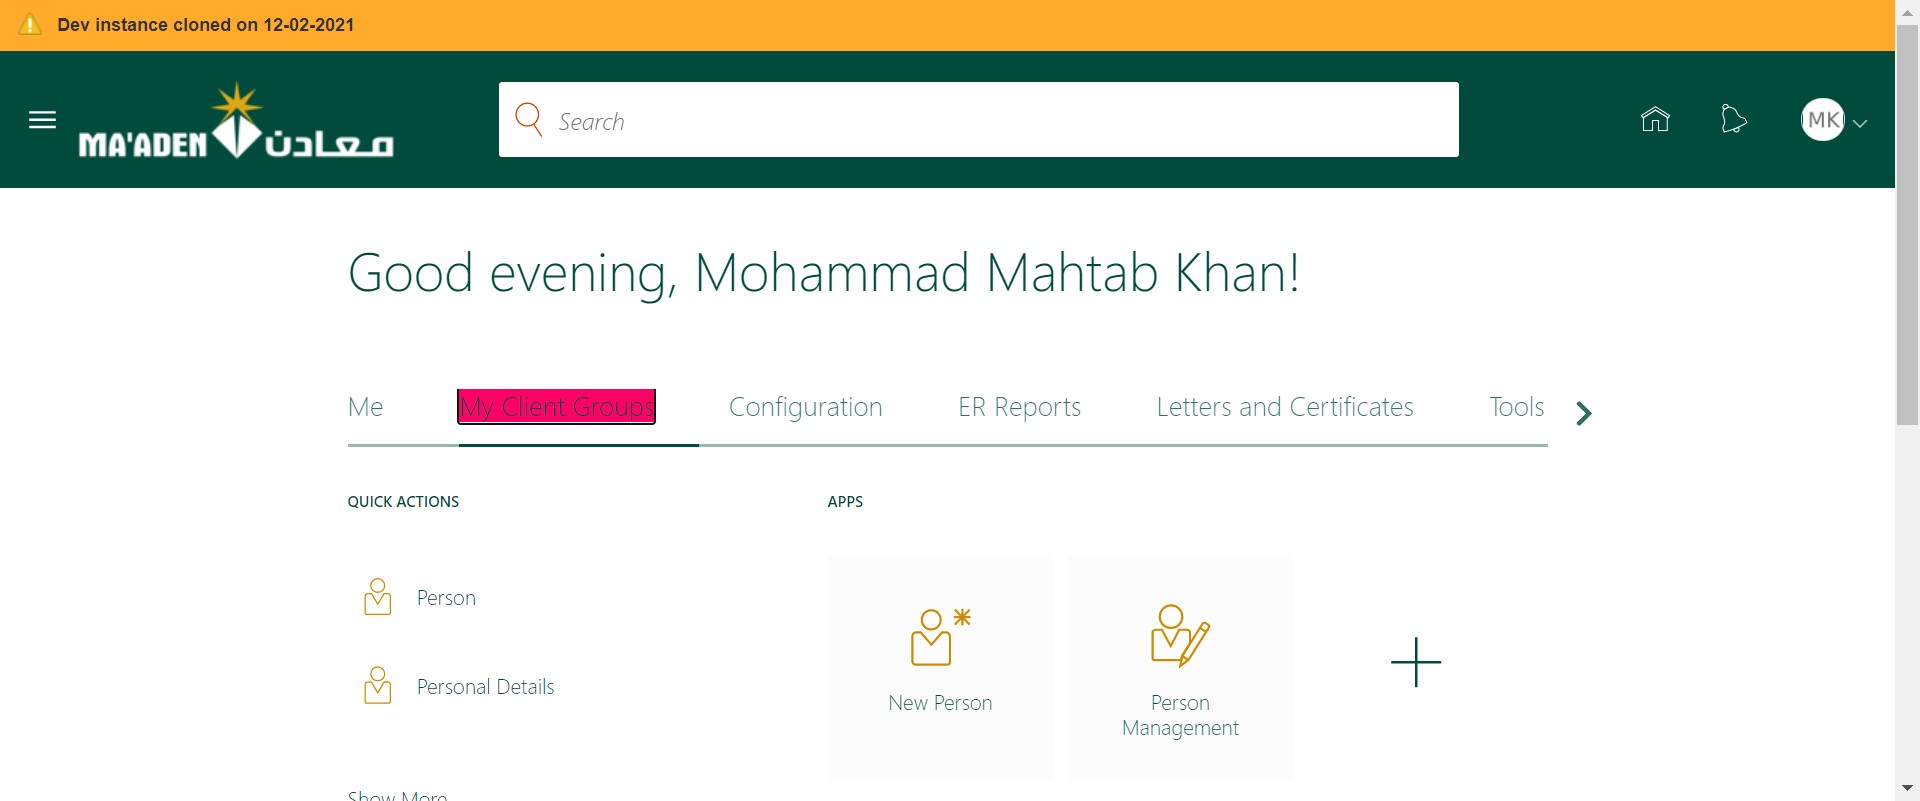 Dev instance cloned on 12-02-2021
MA'ADEN معادن
Search
MK
Good evening, Mohammad Mahtab Khan!
Me My Client Groups Configuration ER Reports Letters and Certificates Tools
QUICK ACTIONS
APPS
Person
Personal Details
Show More
New Person
Person
Management